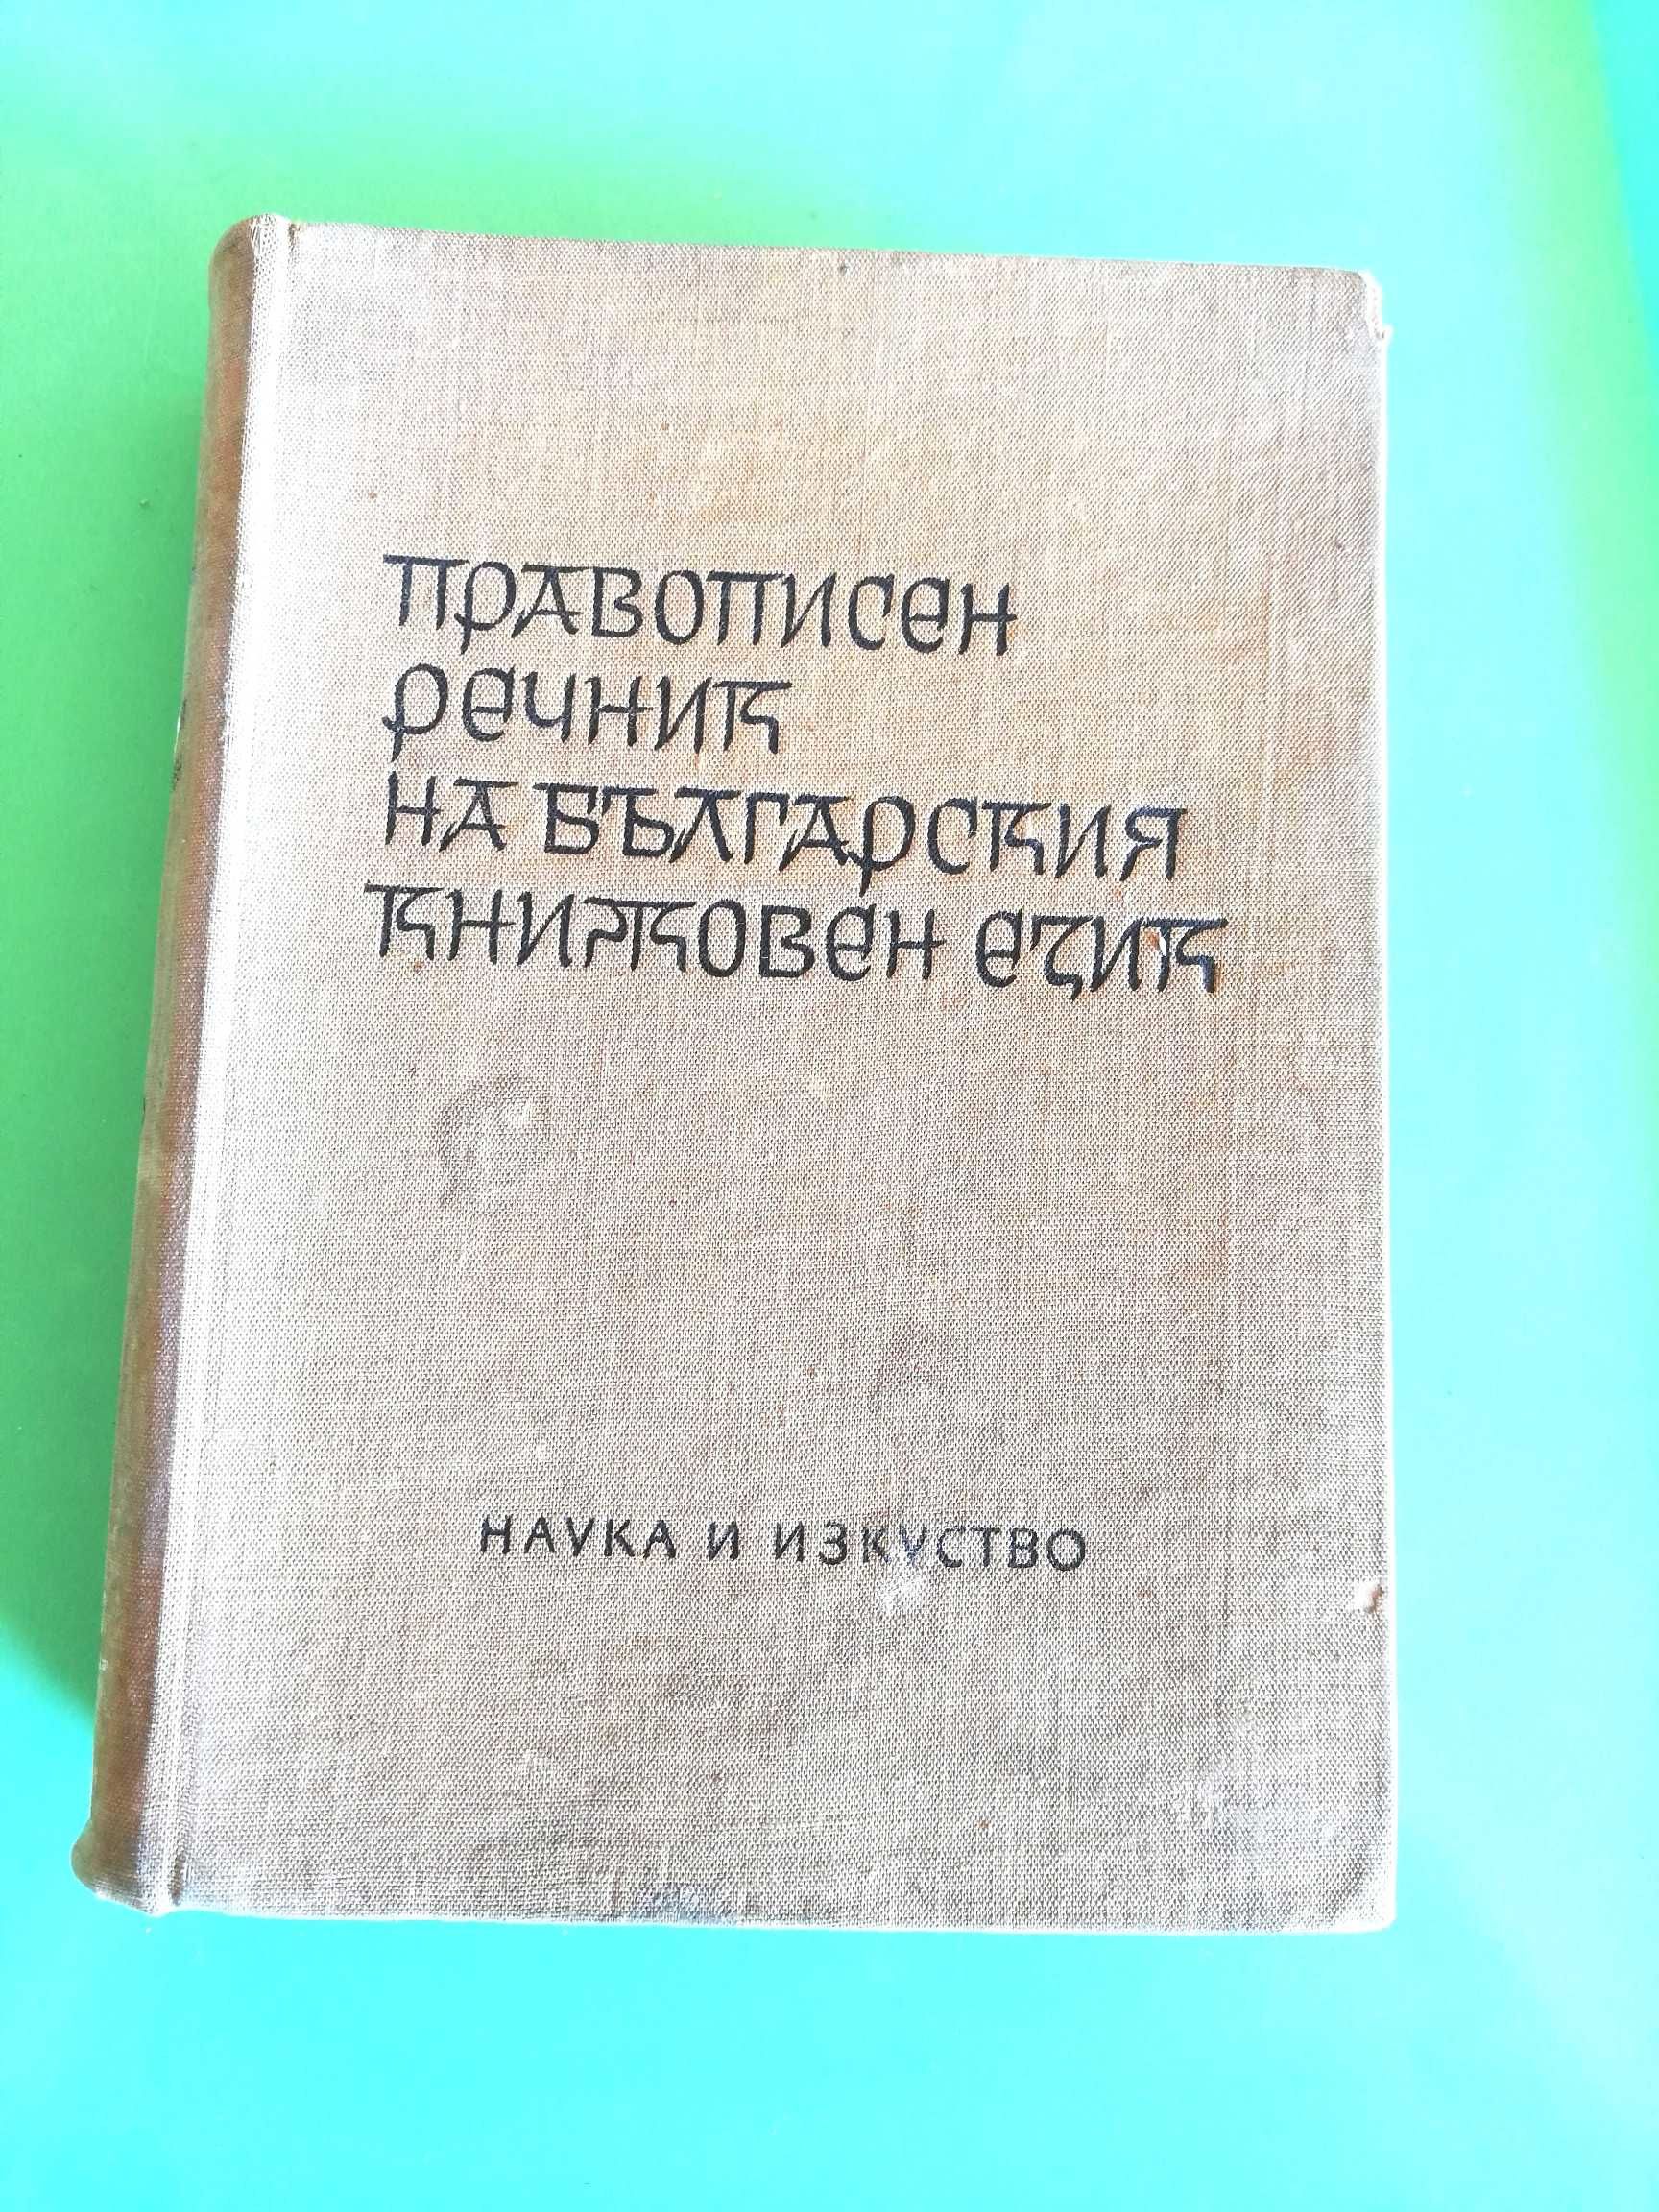 ПРАВОПИСЕН
РЕЧНИК
НА БЪЛГАРСКИЯ
КНИЖОВЕН ЕЗИК
НАУКА И ИЗКУСТВО